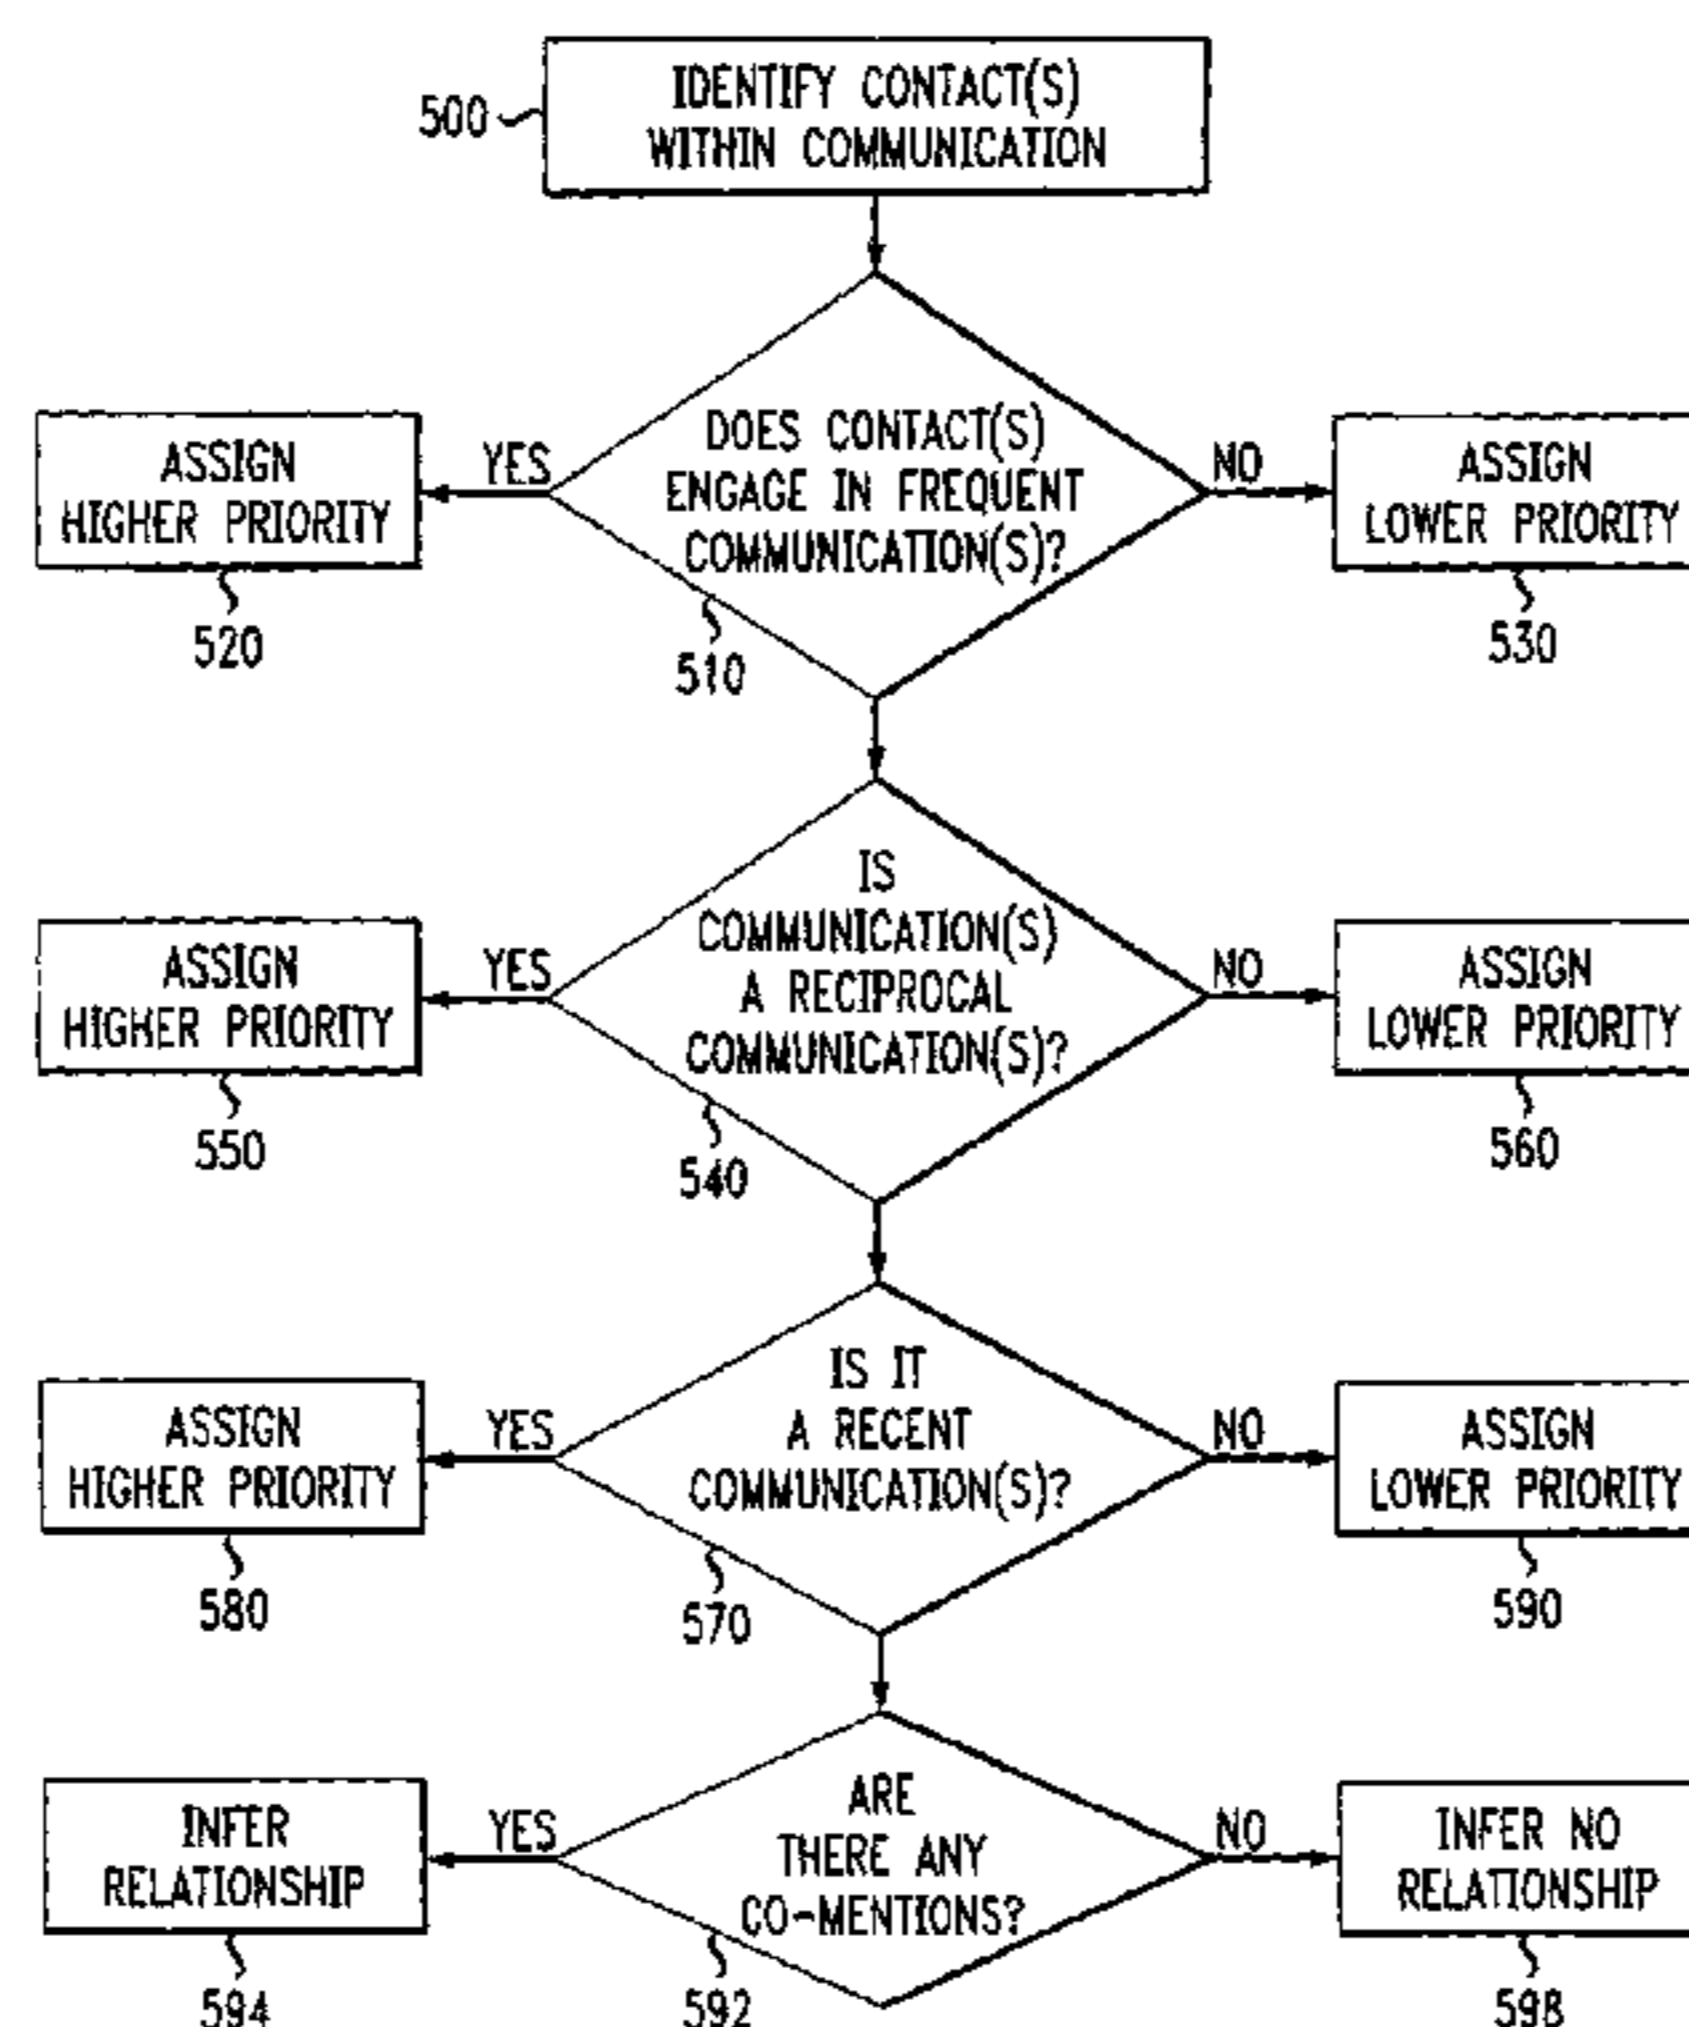 500
IDENTIFY CONTACT(S)
WITHIN COMMUNICATION
DOES CONTACT(S)
ENGAGE IN FREQUENT
COMMUNICATION(S)?
510
YES
ASSIGN
HIGHER PRIORITY
520
NO
ASSIGN
LOWER PRIORITY
530
IS
COMMUNICATION(S)
A RECIPROCAL
COMMUNICATION(S)?
540
YES
ASSIGN
HIGHER PRIORITY
550
NO
ASSIGN
LOWER PRIORITY
560
IS IT
A RECENT
COMMUNICATION(S)?
570
YES
ASSIGN
HIGHER PRIORITY
580
NO
ASSIGN
LOWER PRIORITY
590
ARE
THERE ANY
CO-MENTIONS?
592
YES
INFER
RELATIONSHIP
594
NO
INFER NO
RELATIONSHIP
598